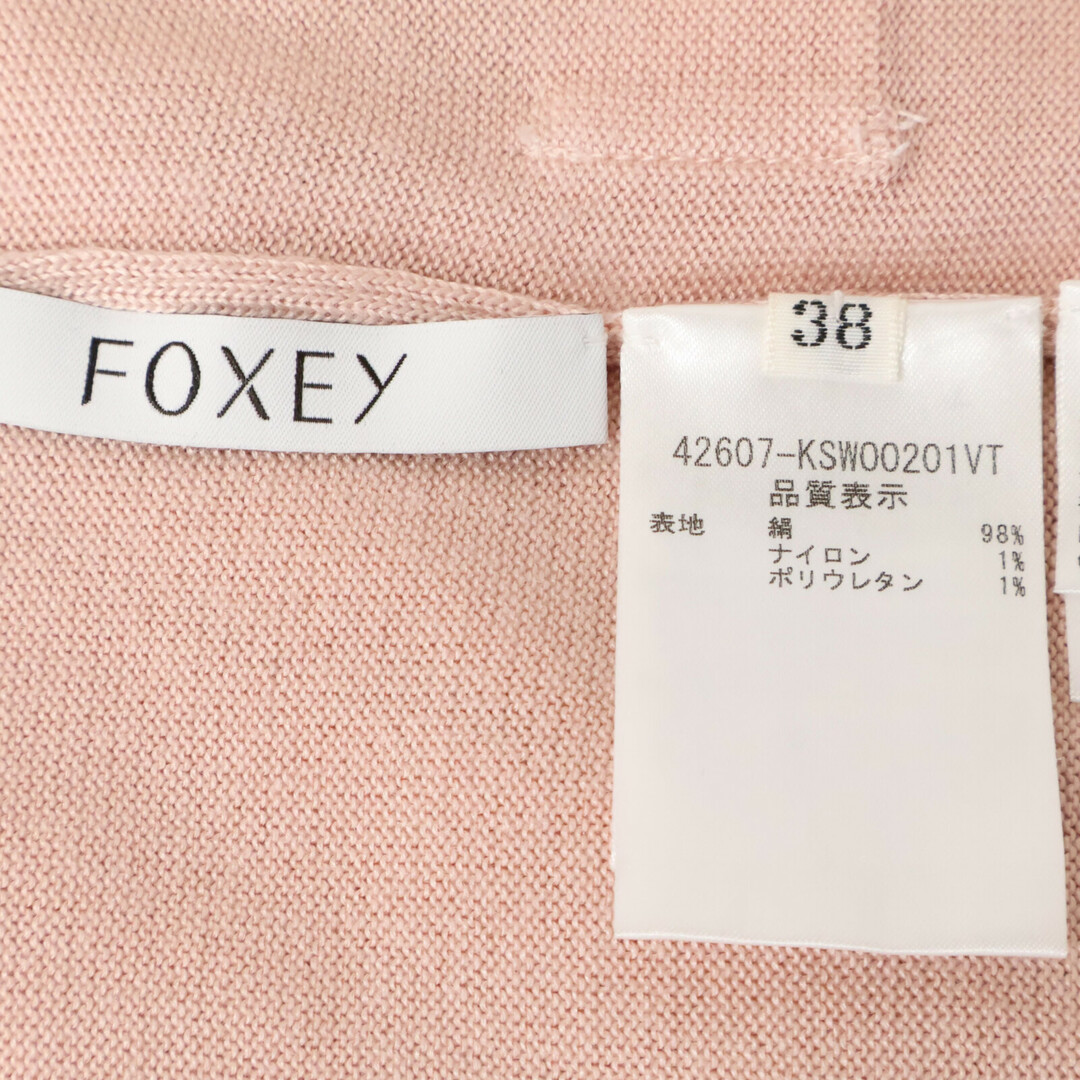 FOXEY
38
42607-KSW00201VT
品質表示
表地 絹 98%
ナイロン 1%
ポリウレタン 1%